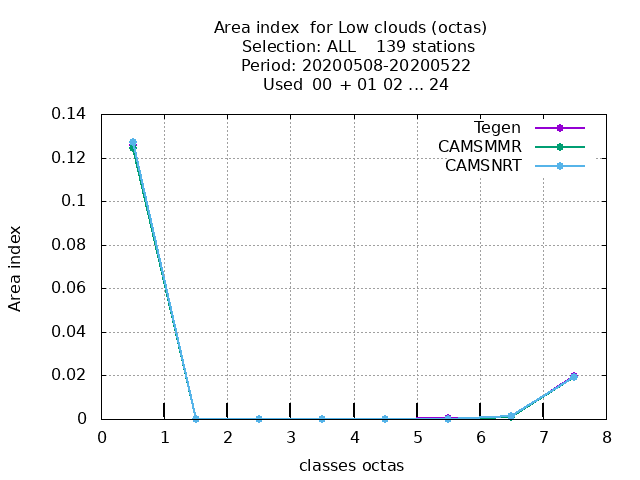 Area index  for Low clouds (octas)
Selection: ALL    139 stations
Period: 20200508-20200522
Used  00 + 01 02 ... 24
0.14
0.12
0.1
0.08
0.06
0.04
0.02
0
Area index
Tegen
CAMSMMR
CAMSNRT
0 1 2 3 4 5 6 7 8
classes octas